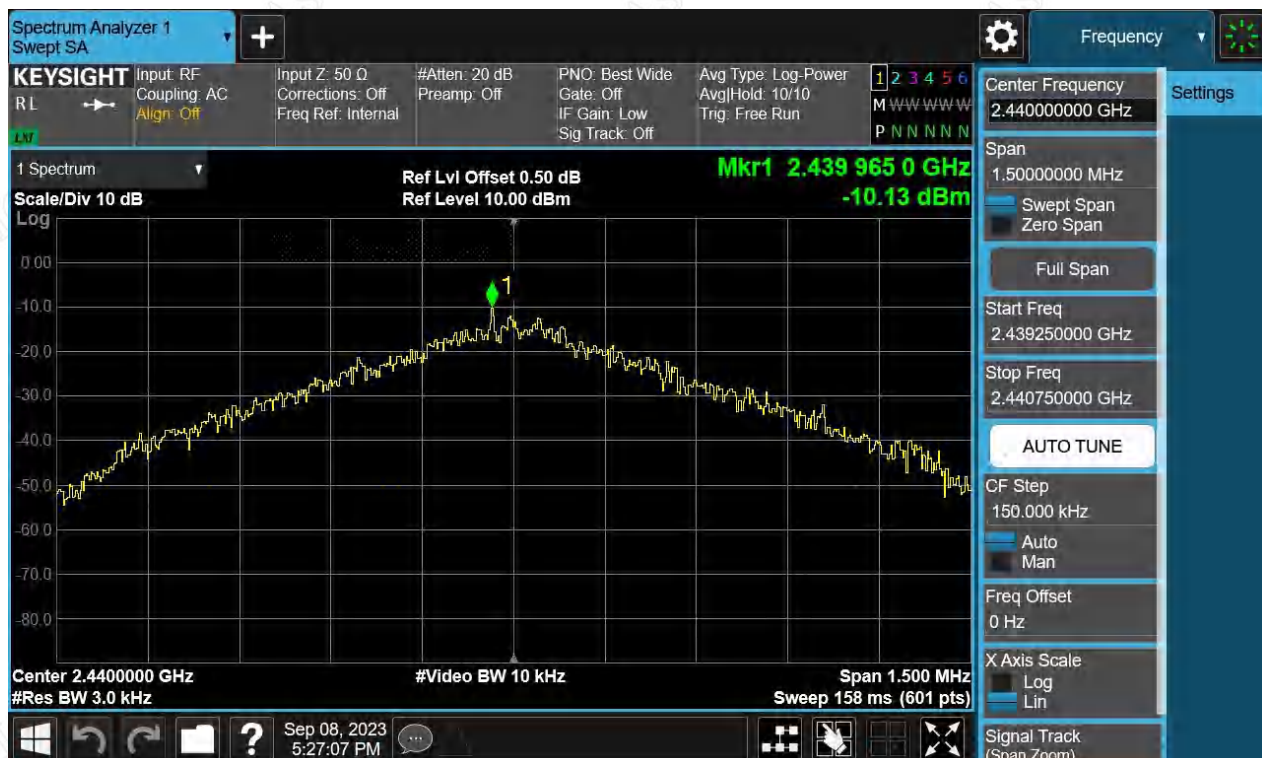 Spectrum Analyzer 1
Swept SA
+
Frequency
KEYSIGHT
RL
LXI
Input: RF
Coupling: AC
Align: Off
Input Z: 50 Ω
Corrections: Off
Freq Ref: Internal
#Atten: 20 dB
Preamp: Off
PNO: Best Wide
Gate: Off
IF Gain: Low
Sig Track: Off
Avg Type: Log-Power
Avg|Hold: 10/10
Trig: Free Run
1 2 3 4 5 6
M W W W W W
P N N N N N
1 Spectrum
Scale/Div 10 dB
Ref Lvl Offset 0.50 dB
Ref Level 10.00 dBm
Mkr1 2.439 965 0 GHz
-10.13 dBm
Log
0.00
1
-10.0
-20.0
-30.0
-40.0
-50.0
-60.0
-70.0
-80.0
Center 2.4400000 GHz
#Res BW 3.0 kHz
#Video BW 10 kHz
Span 1.500 MHz
Sweep 158 ms (601 pts)
Center Frequency
2.440000000 GHz
Settings
Span
1.50000000 MHz
Swept Span
Zero Span
Full Span
Start Freq
2.439250000 GHz
Stop Freq
2.440750000 GHz
AUTO TUNE
CF Step
150.000 kHz
Auto
Man
Freq Offset
0 Hz
X Axis Scale
Log
Lin
Signal Track
(Span Zoom)
?
Sep 08, 2023
5:27:07 PM